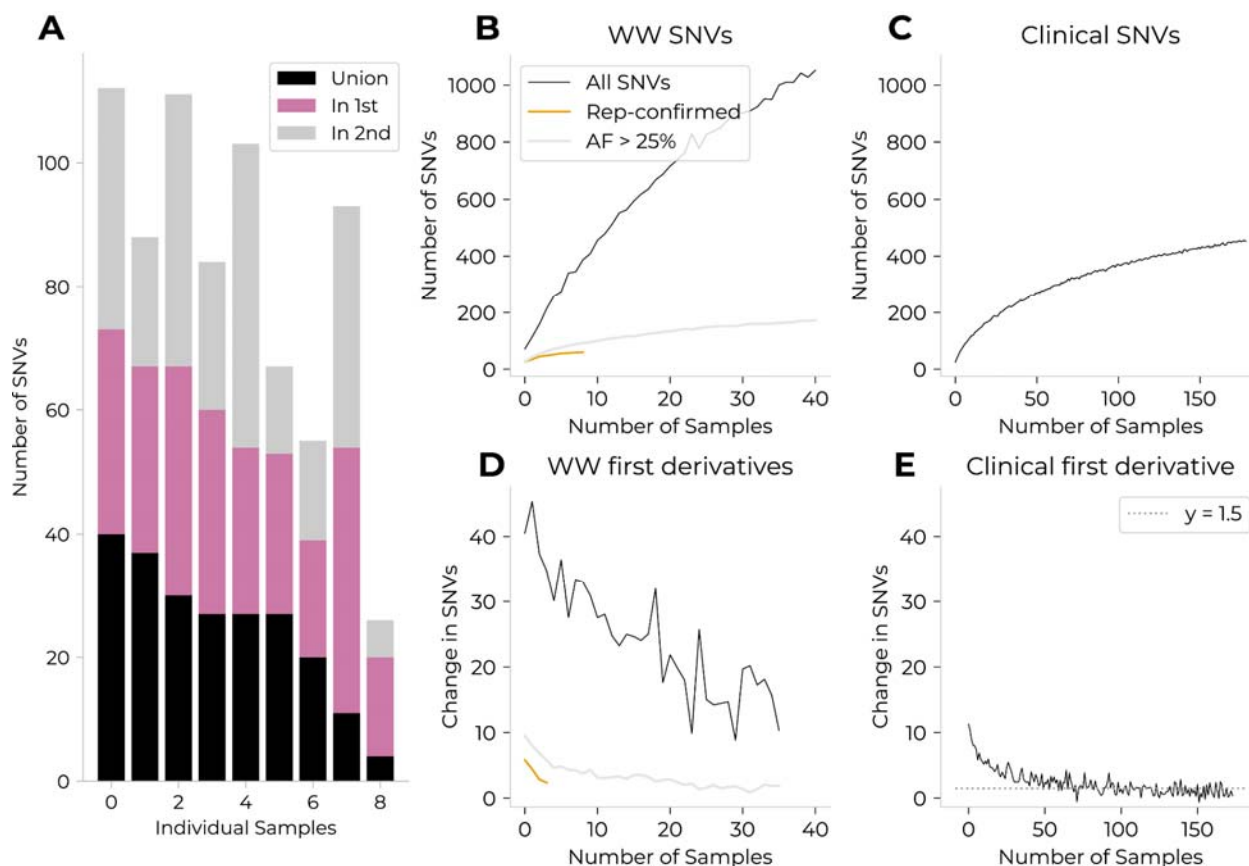 A
Union
In 1st
In 2nd
100
80
60
40
20
0
Number of SNVs
0 2 4 6 8
Individual Samples
B
WW SNVs
All SNVs
Rep-confirmed
AF > 25%
1000
800
600
400
200
0
Number of SNVs
0 10 20 30 40
Number of Samples
C
Clinical SNVs
1000
800
600
400
200
0
Number of SNVs
0 50 100 150
Number of Samples
D
WW first derivatives
40
30
20
10
0
Change in SNVs
0 10 20 30 40
Number of Samples
E
Clinical first derivative
y = 1.5
40
30
20
10
0
Change in SNVs
0 50 100 150
Number of Samples